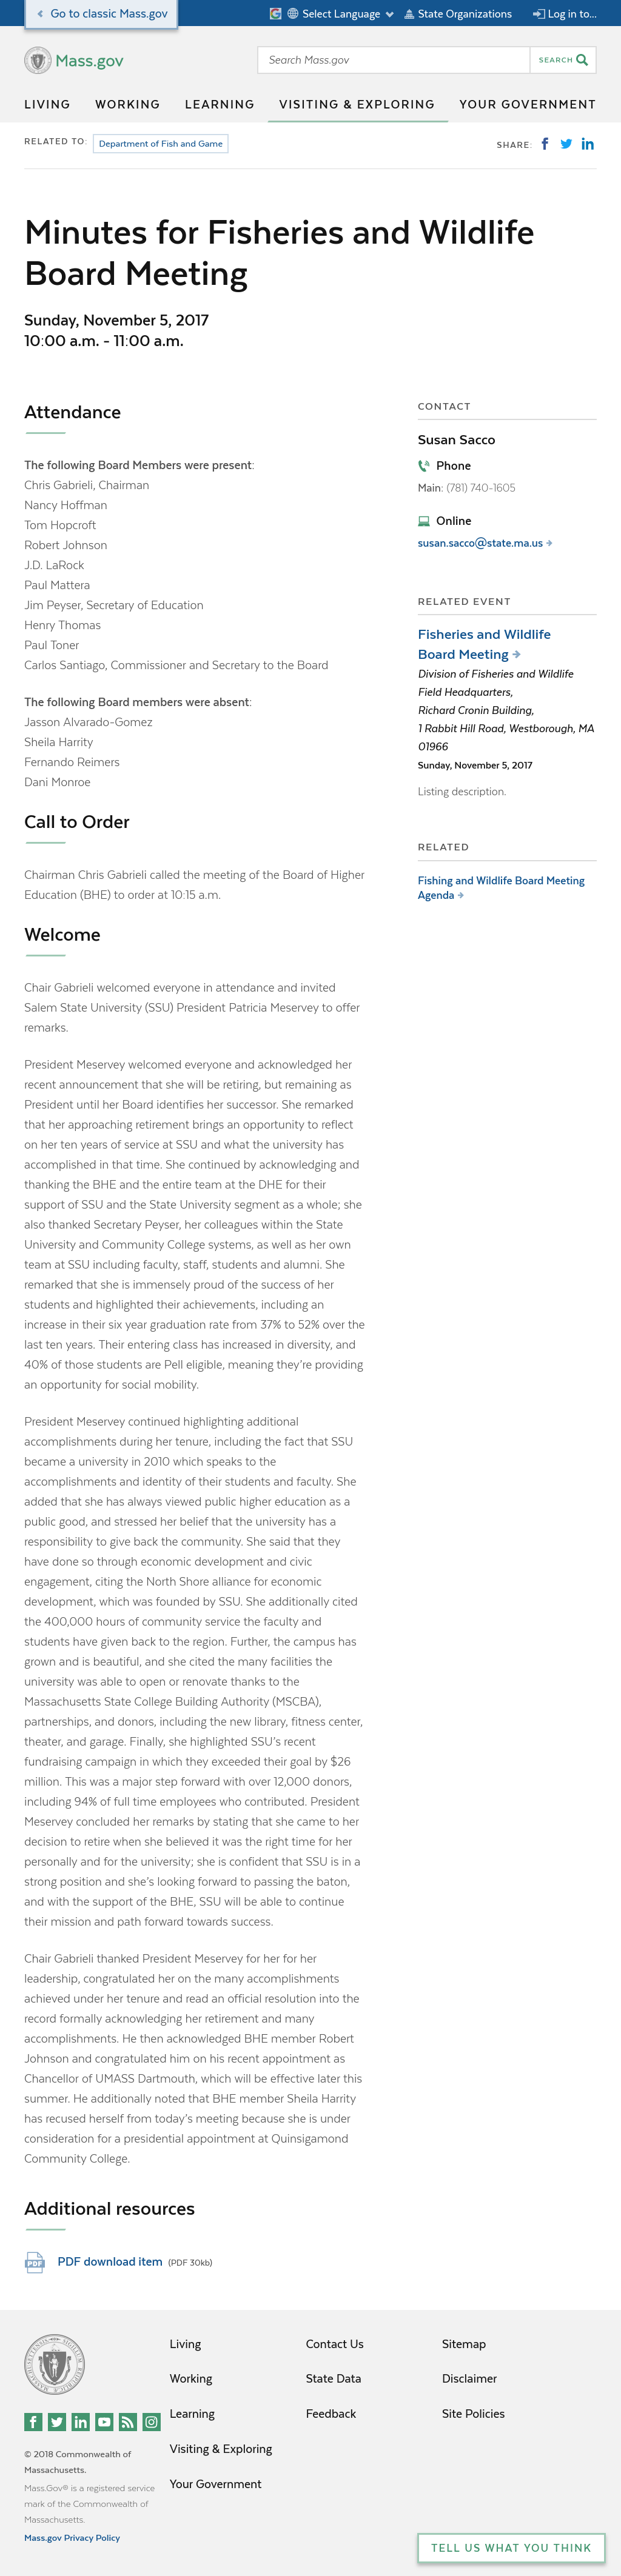 Go to classic Mass.gov
Select Language
State Organizations
Log in to...
Mass.gov
Search Mass.gov
SEARCH
LIVING
WORKING
LEARNING
VISITING & EXPLORING
YOUR GOVERNMENT
RELATED TO:
Department of Fish and Game
SHARE:
Minutes for Fisheries and Wildlife
Board Meeting
Sunday, November 5, 2017
10:00 a.m. - 11:00 a.m.
Attendance
The following Board Members were present:
Chris Gabrieli, Chairman
Nancy Hoffman
Tom Hopcroft
Robert Johnson
J.D. LaRock
Paul Mattera
Jim Peyser, Secretary of Education
Henry Thomas
Paul Toner
Carlos Santiago, Commissioner and Secretary to the Board
The following Board members were absent:
Jasson Alvarado-Gomez
Sheila Harrity
Fernando Reimers
Dani Monroe
Call to Order
Chairman Chris Gabrieli called the meeting of the Board of Higher
Education (BHE) to order at 10:15 a.m.
Welcome
Chair Gabrieli welcomed everyone in attendance and invited
Salem State University (SSU) President Patricia Meservey to offer
remarks.
President Meservey welcomed everyone and acknowledged her
recent announcement that she will be retiring, but remaining as
President until her Board identifies her successor. She remarked
that her approaching retirement brings an opportunity to reflect
on her ten years of service at SSU and what the university has
accomplished in that time. She continued by acknowledging and
thanking the BHE and the entire team at the DHE for their
support of SSU and the State University segment as a whole; she
also thanked Secretary Peyser, her colleagues within the State
University and Community College systems, as well as her own
team at SSU including faculty, staff, students and alumni. She
remarked that she is immensely proud of the success of her
students and highlighted their achievements, including an
increase in their six year graduation rate from 37% to 52% over the
last ten years. Their entering class has increased in diversity, and
40% of those students are Pell eligible, meaning they're providing
an opportunity for social mobility.
President Meservey continued highlighting additional
accomplishments during her tenure, including the fact that SSU
became a university in 2010 which speaks to the
accomplishments and identity of their students and faculty. She
added that she has always viewed public higher education as a
public good, and stressed her belief that the university has a
responsibility to give back the community. She said that they
have done so through economic development and civic
engagement, citing the North Shore alliance for economic
development, which was founded by SSU. She additionally cited
the 400,000 hours of community service the faculty and
students have given back to the region. Further, the campus has
grown and is beautiful, and she cited the many facilities the
university was able to open or renovate thanks to the
Massachusetts State College Building Authority (MSCBA),
partnerships, and donors, including the new library, fitness center,
theater, and garage. Finally, she highlighted SSU's recent
fundraising campaign in which they exceeded their goal by $26
million. This was a major step forward with over 12,000 donors,
including 94% of full time employees who contributed. President
Meservey concluded her remarks by stating that she came to her
decision to retire when she believed it was the right time for her
personally and for the university; she is confident that SSU is in a
strong position and she's looking forward to passing the baton,
and with the support of the BHE, SSU will be able to continue
their mission and path forward towards success.
Chair Gabrieli thanked President Meservey for her for her
leadership, congratulated her on the many accomplishments
achieved under her tenure and read an official resolution into the
record formally acknowledging her retirement and many
accomplishments. He then acknowledged BHE member Robert
Johnson and congratulated him on his recent appointment as
Chancellor of UMASS Dartmouth, which will be effective later this
summer. He additionally noted that BHE member Sheila Harrity
has recused herself from today's meeting because she is under
consideration for a presidential appointment at Quinsigamond
Community College.
Additional resources
PDF
PDF download item (PDF 30kb)
CONTACT
Susan Sacco
Phone
Main: (781) 740-1605
Online
susan.sacco@state.ma.us
RELATED EVENT
Fisheries and Wildlife
Board Meeting
Division of Fisheries and Wildlife
Field Headquarters,
Richard Cronin Building,
1 Rabbit Hill Road, Westborough, MA
01966
Sunday, November 5, 2017
Listing description.
RELATED
Fishing and Wildlife Board Meeting
Agenda
Living
Working
Learning
Visiting & Exploring
Your Government
Contact Us
State Data
Feedback
Sitemap
Disclaimer
Site Policies
© 2018 Commonwealth of
Massachusetts.
Mass.Gov® is a registered service
mark of the Commonwealth of
Massachusetts.
Mass.gov Privacy Policy
TELL US WHAT YOU THINK